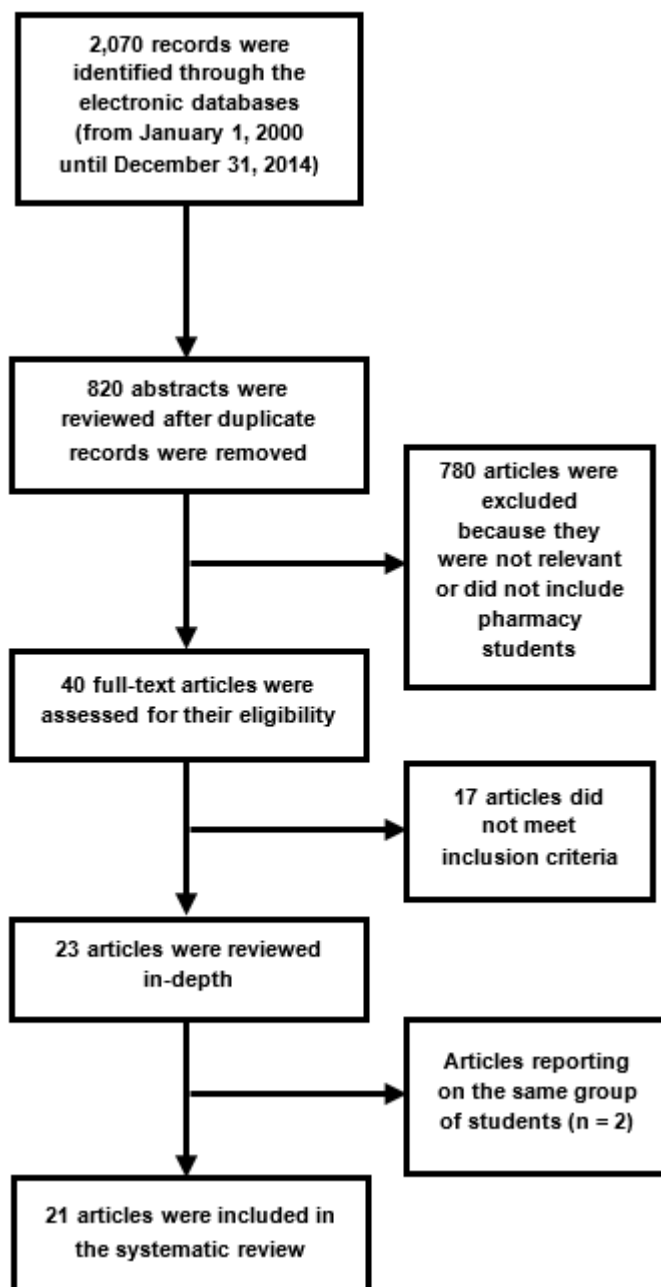 2,070 records were
identified through the
electronic databases
(from January 1, 2000
until December 31, 2014)
820 abstracts were
reviewed after duplicate
records were removed
780 articles were
excluded
because they
were not relevant
or did not include
pharmacy
students
40 full-text articles were
assessed for their eligibility
17 articles did
not meet
inclusion criteria
23 articles were reviewed
in-depth
Articles reporting
on the same group
of students (n = 2)
21 articles were included in
the systematic review